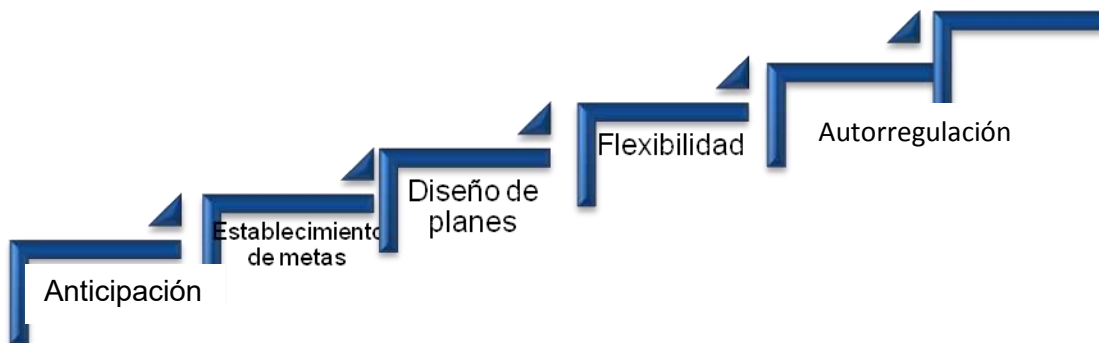 Anticipación
Establecimiento
de metas
Diseño de
planes
Flexibilidad
Autorregulación